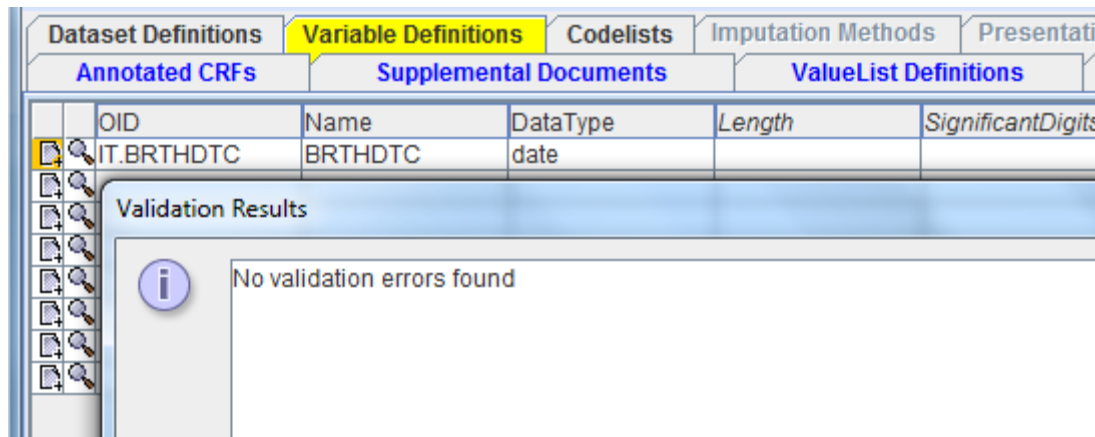 Dataset Definitions Variable Definitions Codelists Imputation Methods Presentati
Annotated CRFs Supplemental Documents ValueList Definitions
OID Name DataType Length SignificantDigits
IT.BRTHDTC BRTHDTC date
Validation Results
No validation errors found